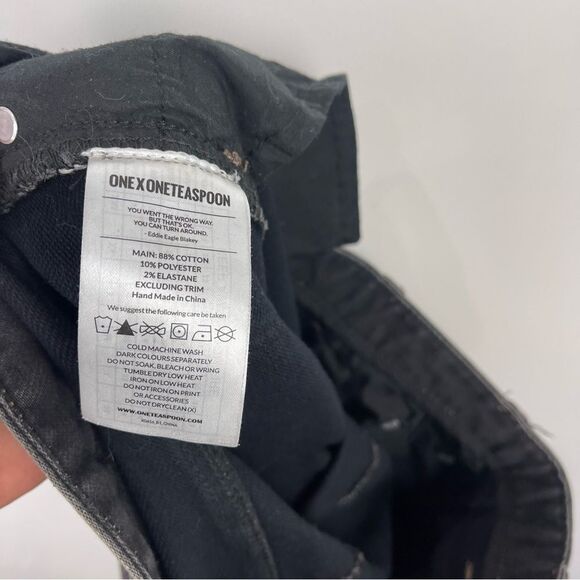 ONEXONETEASPOON
YOU WENT THE WRONG WAY.
BUT THAT'S OK.
YOU CAN TURN AROUND.
- Eddie Eagle Blakey
MAIN: 88% COTTON
10% POLYESTER
2% ELASTANE
EXCLUDING TRIM
Hand Made in China
We suggest the following care be taken
COLD MACHINE WASH
DARK COLOURS SEPARATELY
DO NOT SOAK, BLEACH OR WRING
TUMBLE DRY LOW HEAT
IRON ON LOW HEAT
DO NOT IRON ON PRINT
OR ACCESSORIES
DO NOT DRYCLEAN (X)
WWW.ONETEASPOON.COM